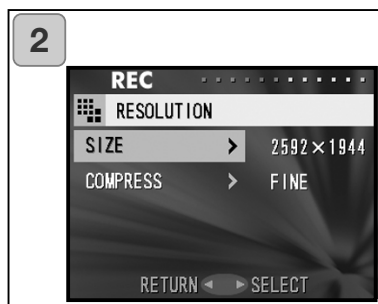 2
REC
RESOLUTION
SIZE > 2592×1944
COMPRESS > FINE
RETURN ◀ ▶ SELECT